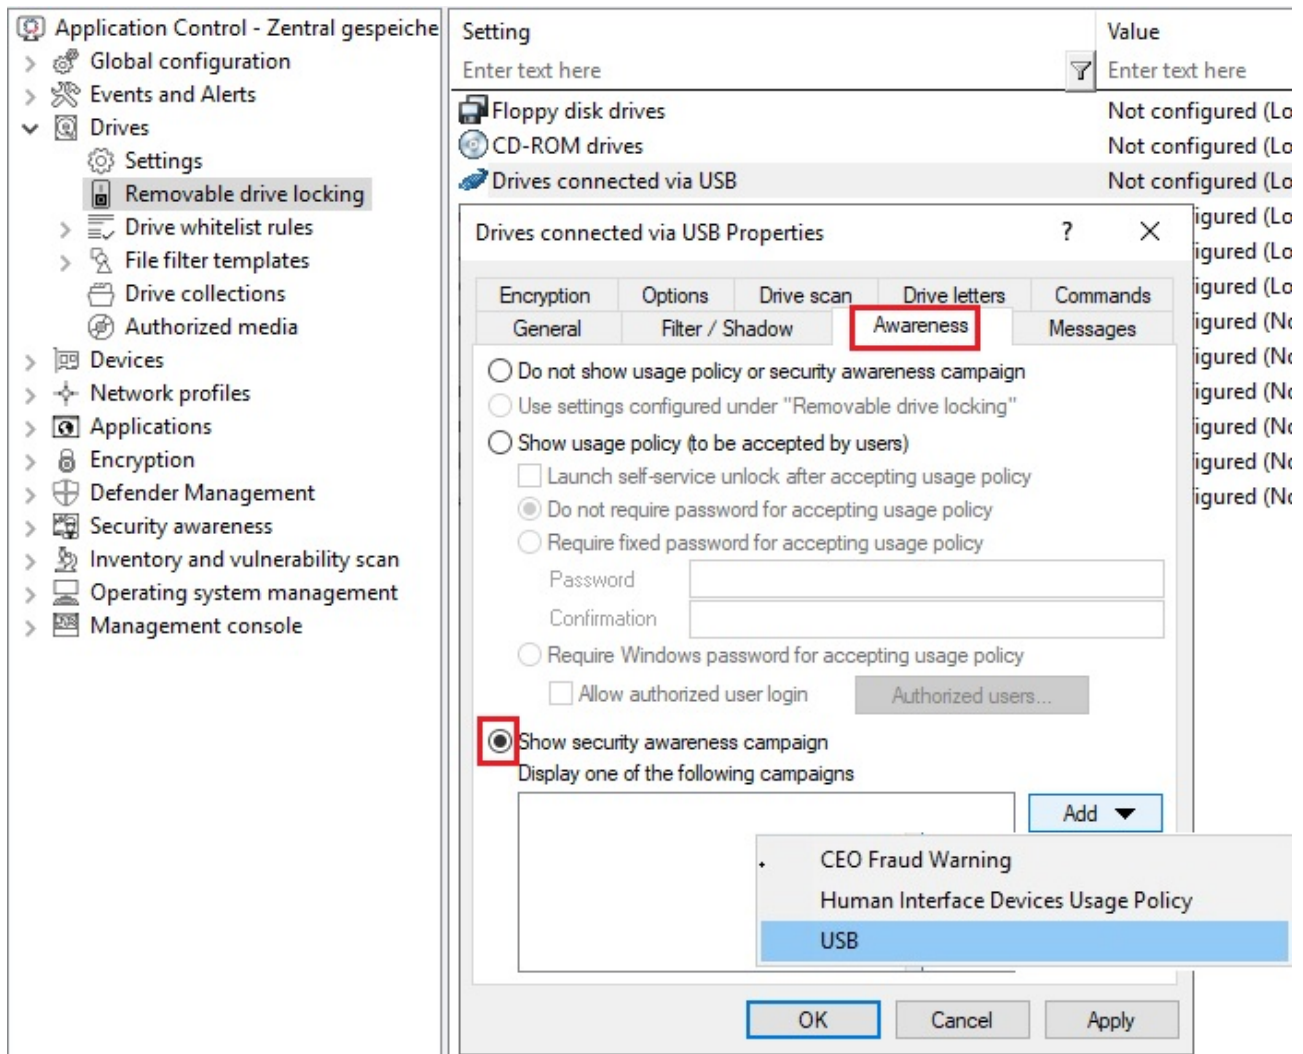 Application Control - Zentral gespeiche
Global configuration
Events and Alerts
Drives
Settings
Removable drive locking
Drive whitelist rules
File filter templates
Drive collections
Authorized media
Devices
Network profiles
Applications
Encryption
Defender Management
Security awareness
Inventory and vulnerability scan
Operating system management
Management console
Setting Value
Enter text here Enter text here
Floppy disk drives Not configured (Lo
CD-ROM drives Not configured (Lo
Drives connected via USB Not configured (Lo
igured (Lo
igured (Lo
igured (Lo
igured (No
igured (No
igured (No
igured (No
igured (No
igured (No
Drives connected via USB Properties ?
Encryption Options Drive scan Drive letters Commands
General Filter / Shadow Awareness Messages
Do not show usage policy or security awareness campaign
Use settings configured under "Removable drive locking"
Show usage policy (to be accepted by users)
Launch self-service unlock after accepting usage policy
Do not require password for accepting usage policy
Require fixed password for accepting usage policy
Password
Confirmation
Require Windows password for accepting usage policy
Allow authorized user login Authorized users...
Show security awareness campaign
Display one of the following campaigns
Add
CEO Fraud Warning
Human Interface Devices Usage Policy
USB
OK Cancel Apply